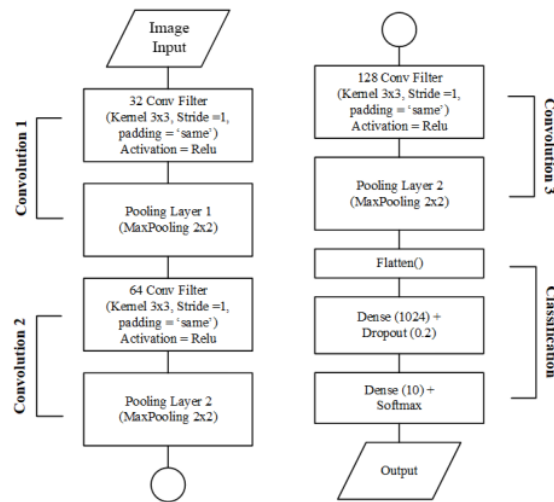 Image
Input
Convolution 1
32 Conv Filter
(Kernel 3x3, Stride =1,
padding = ‘same’)
Activation = Relu
Pooling Layer 1
(MaxPooling 2x2)
Convolution 2
64 Conv Filter
(Kernel 3x3, Stride =1,
padding = ‘same’)
Activation = Relu
Pooling Layer 2
(MaxPooling 2x2)
128 Conv Filter
(Kernel 3x3, Stride =1,
padding = ‘same’)
Activation = Relu
Pooling Layer 2
(MaxPooling 2x2)
Convolution 3
Flatten()
Dense (1024) +
Dropout (0.2)
Dense (10) +
Softmax
Classification
Output